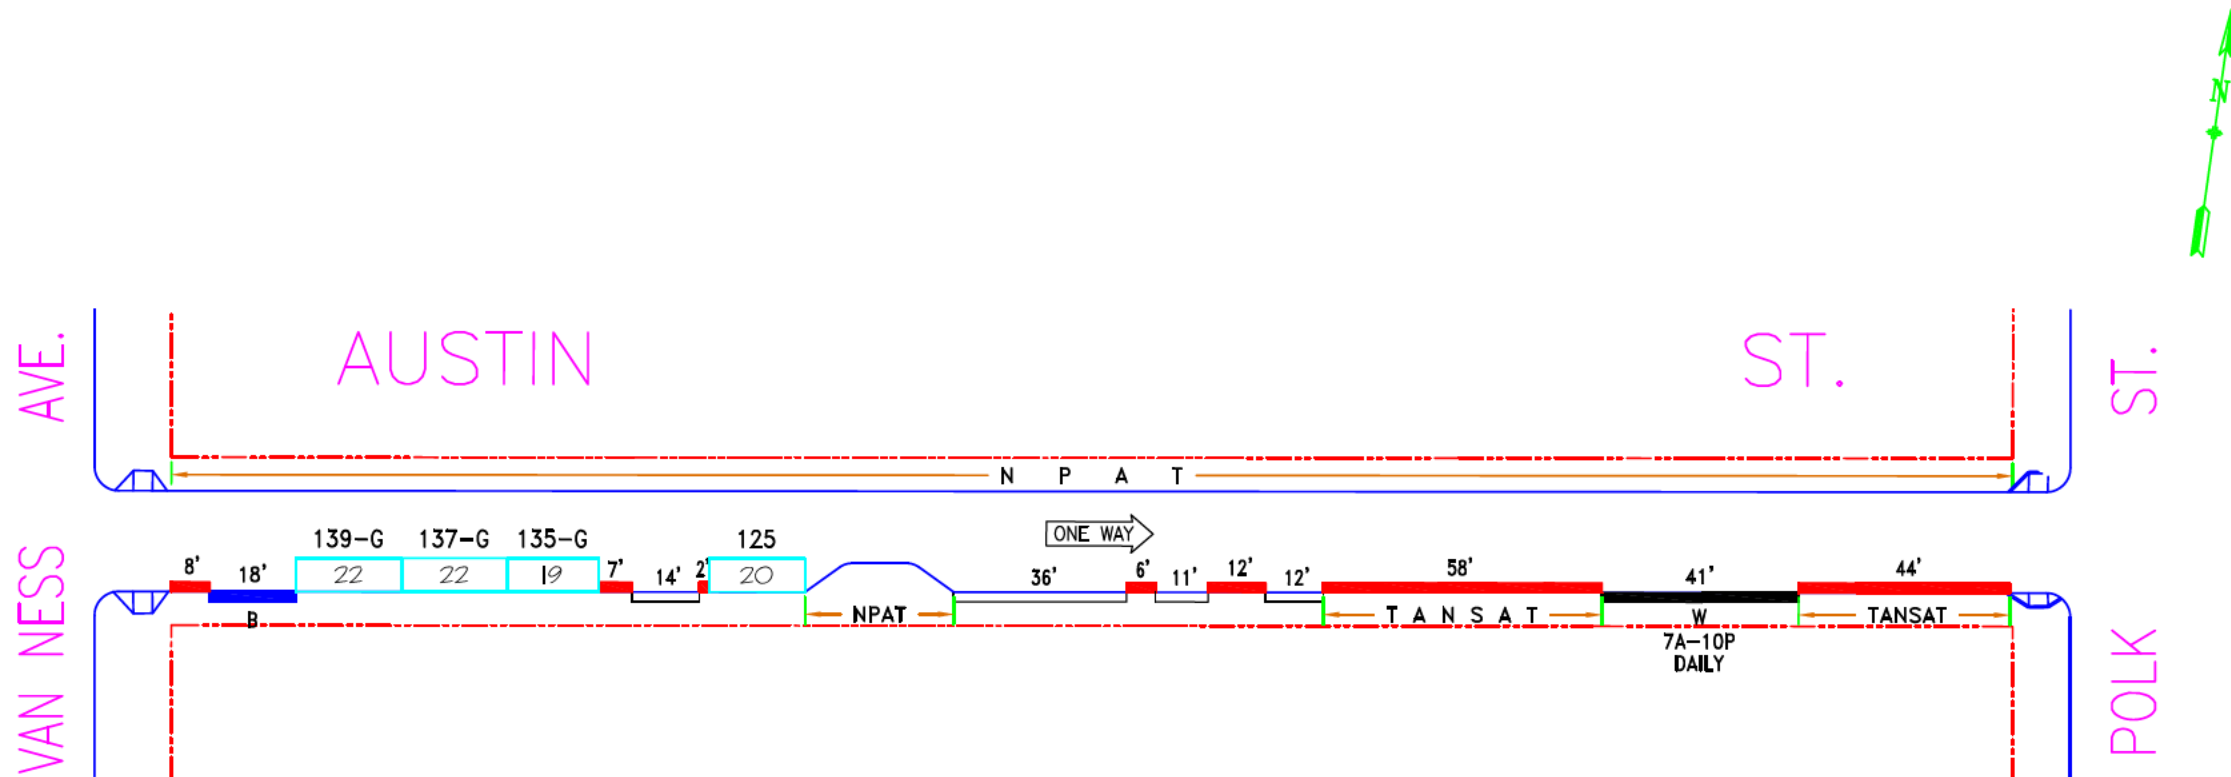 N
AVE.
AUSTIN ST.
ST.
N P A T
VAN NESS
139-G 137-G 135-G 125
ONE WAY
8' 18' 22 22 19 7' 14' 2' 20 36' 6' 11' 12' 12' 58' 41' 44'
B NPAT T A N S A T W TANSAT
7A-10P
DAILY
POLK